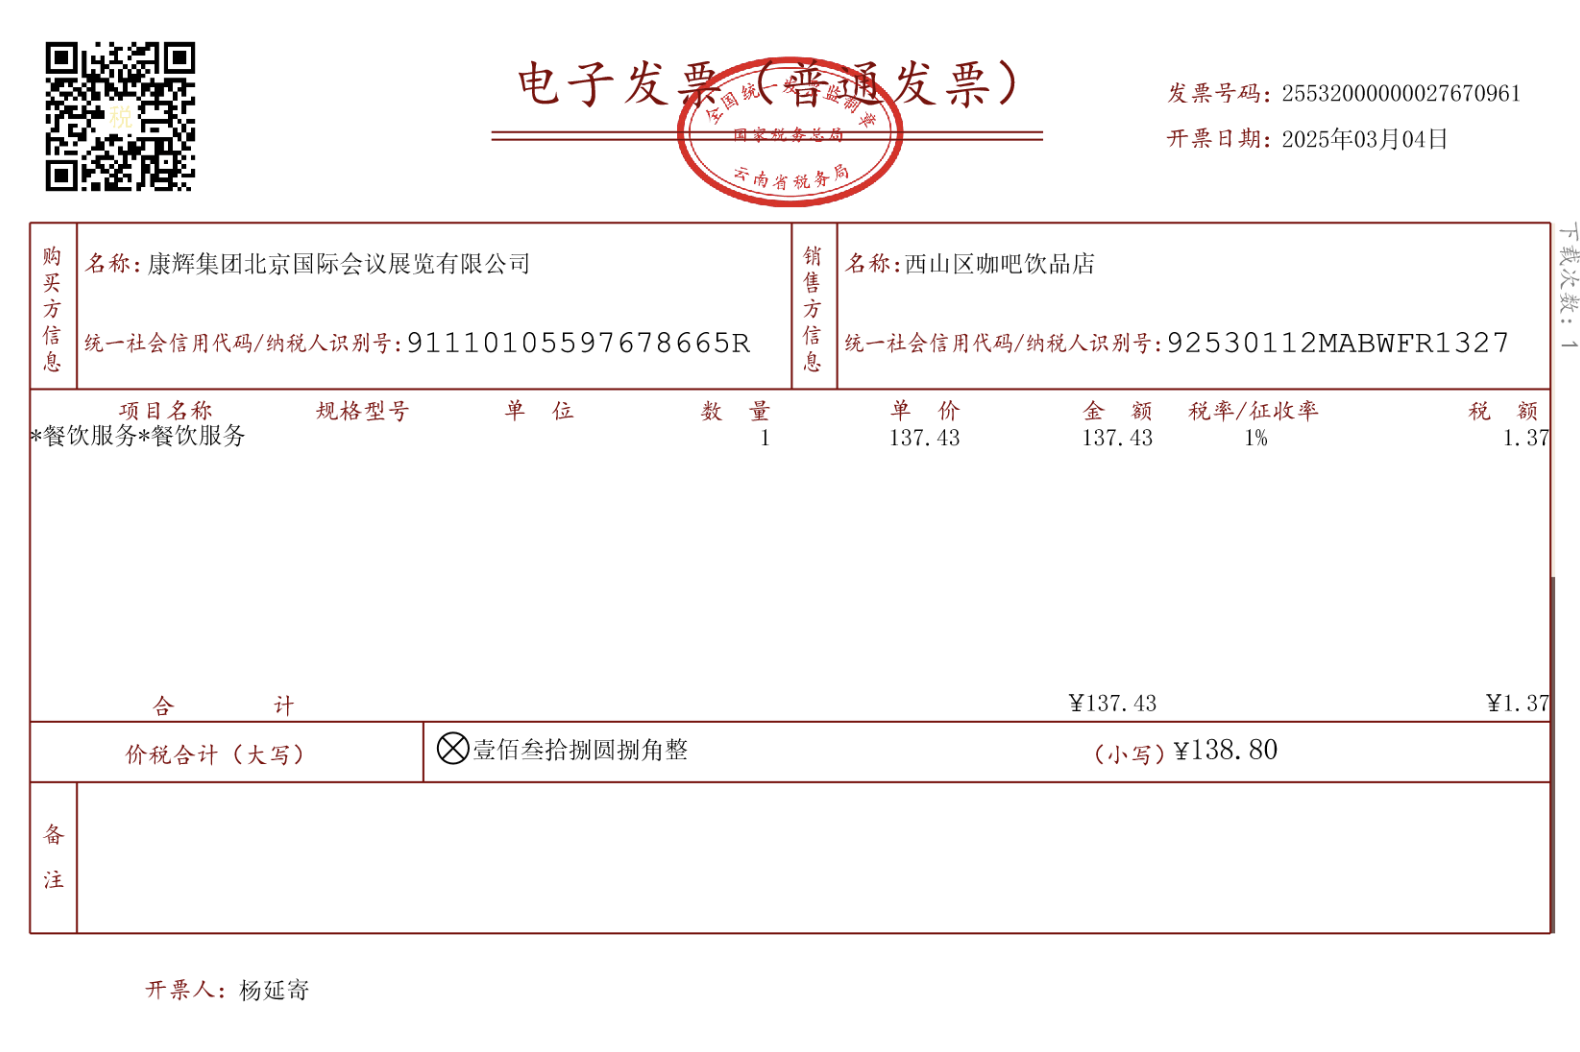 电子发票（普通发票）
全国统一发票监制章
国家税务总局
云南省税务局
税
发票号码：25532000000027670961
开票日期：2025年03月04日
下载次数：1
购买方信息
名称：康辉集团北京国际会议展览有限公司
统一社会信用代码/纳税人识别号：91110105597678665R
销售方信息
名称：西山区咖吧饮品店
统一社会信用代码/纳税人识别号：92530112MABWFR1327
项目名称 规格型号 单位 数量 单价 金额 税率/征收率 税额
*餐饮服务*餐饮服务 1 137.43 137.43 1% 1.37
合计 ¥137.43 ¥1.37
价税合计（大写） ⊗壹佰叁拾捌圆捌角整 （小写）¥138.80
备注
开票人：杨延寄